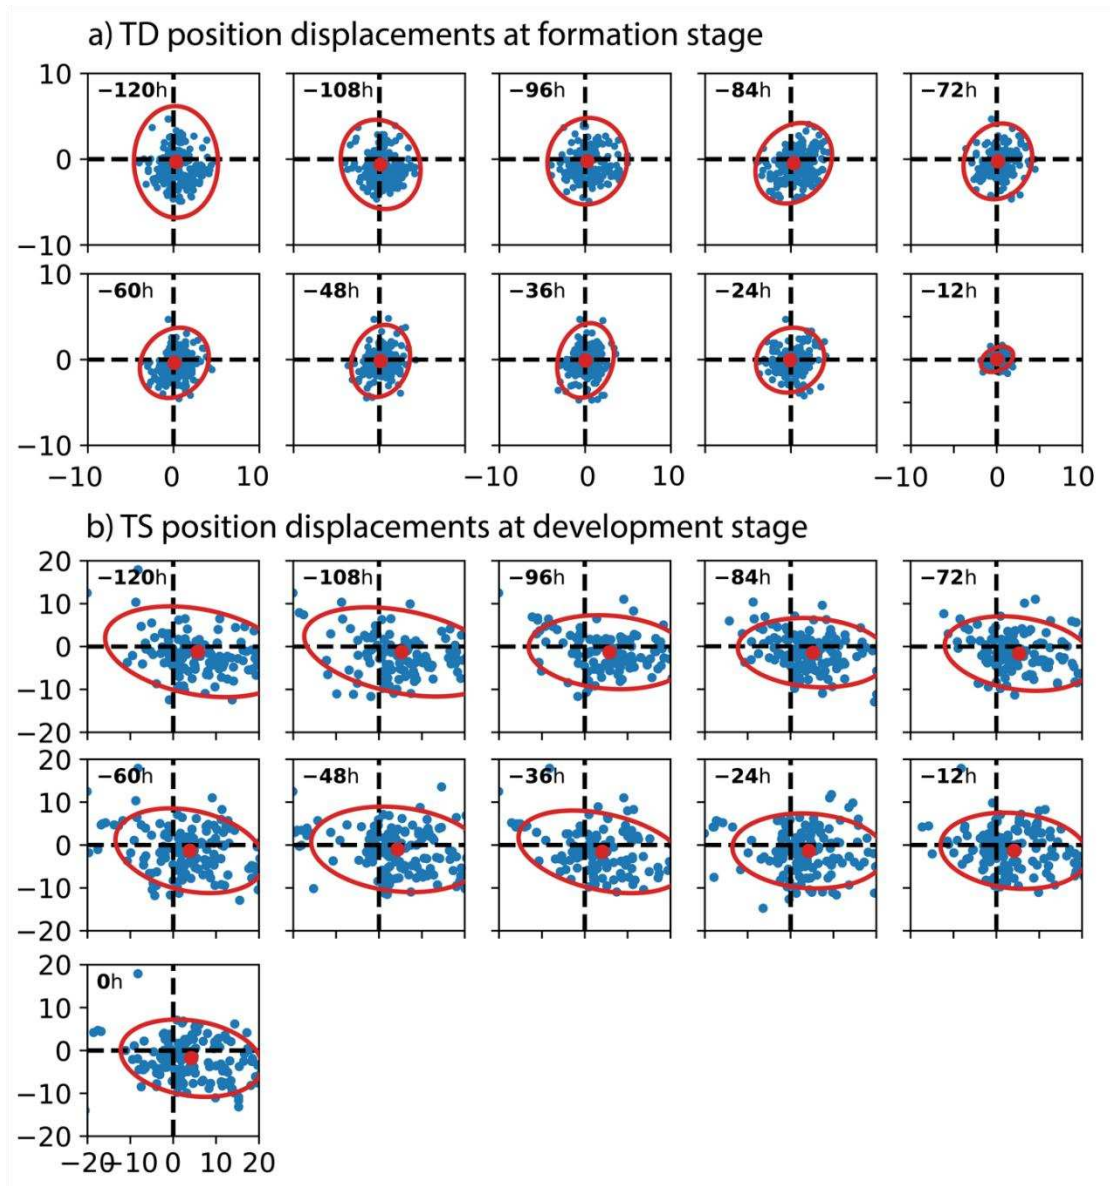 a) TD position displacements at formation stage
10 −120h −108h −96h −84h −72h
0
−10
10 −60h −48h −36h −24h −12h
0
−10
−10 0 10 −10 0 10 −10 0 10
b) TS position displacements at development stage
20 −120h −108h −96h −84h −72h
10
0
−10
−20
20 −60h −48h −36h −24h −12h
10
0
−10
−20
20 0h
10
0
−10
−20
−20 −10 0 10 20